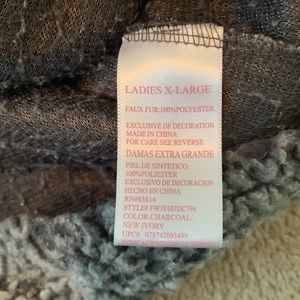 LADIES X-LARGE
FAUX FUR:100%POLYESTER
EXCLUSIVE OF DECORATION
MADE IN CHINA
FOR CARE SEE REVERSE
DAMAS EXTRA GRANDE
PIEL DE SINTETICO:
100%POLIESTER
EXCLUSIVO DE DECORACION
HECHO EN CHINA
RN#83814
STYLE# FW10107DC798
COLOR:CHARCOAL/
NEW IVORY
UPC# 078742093499